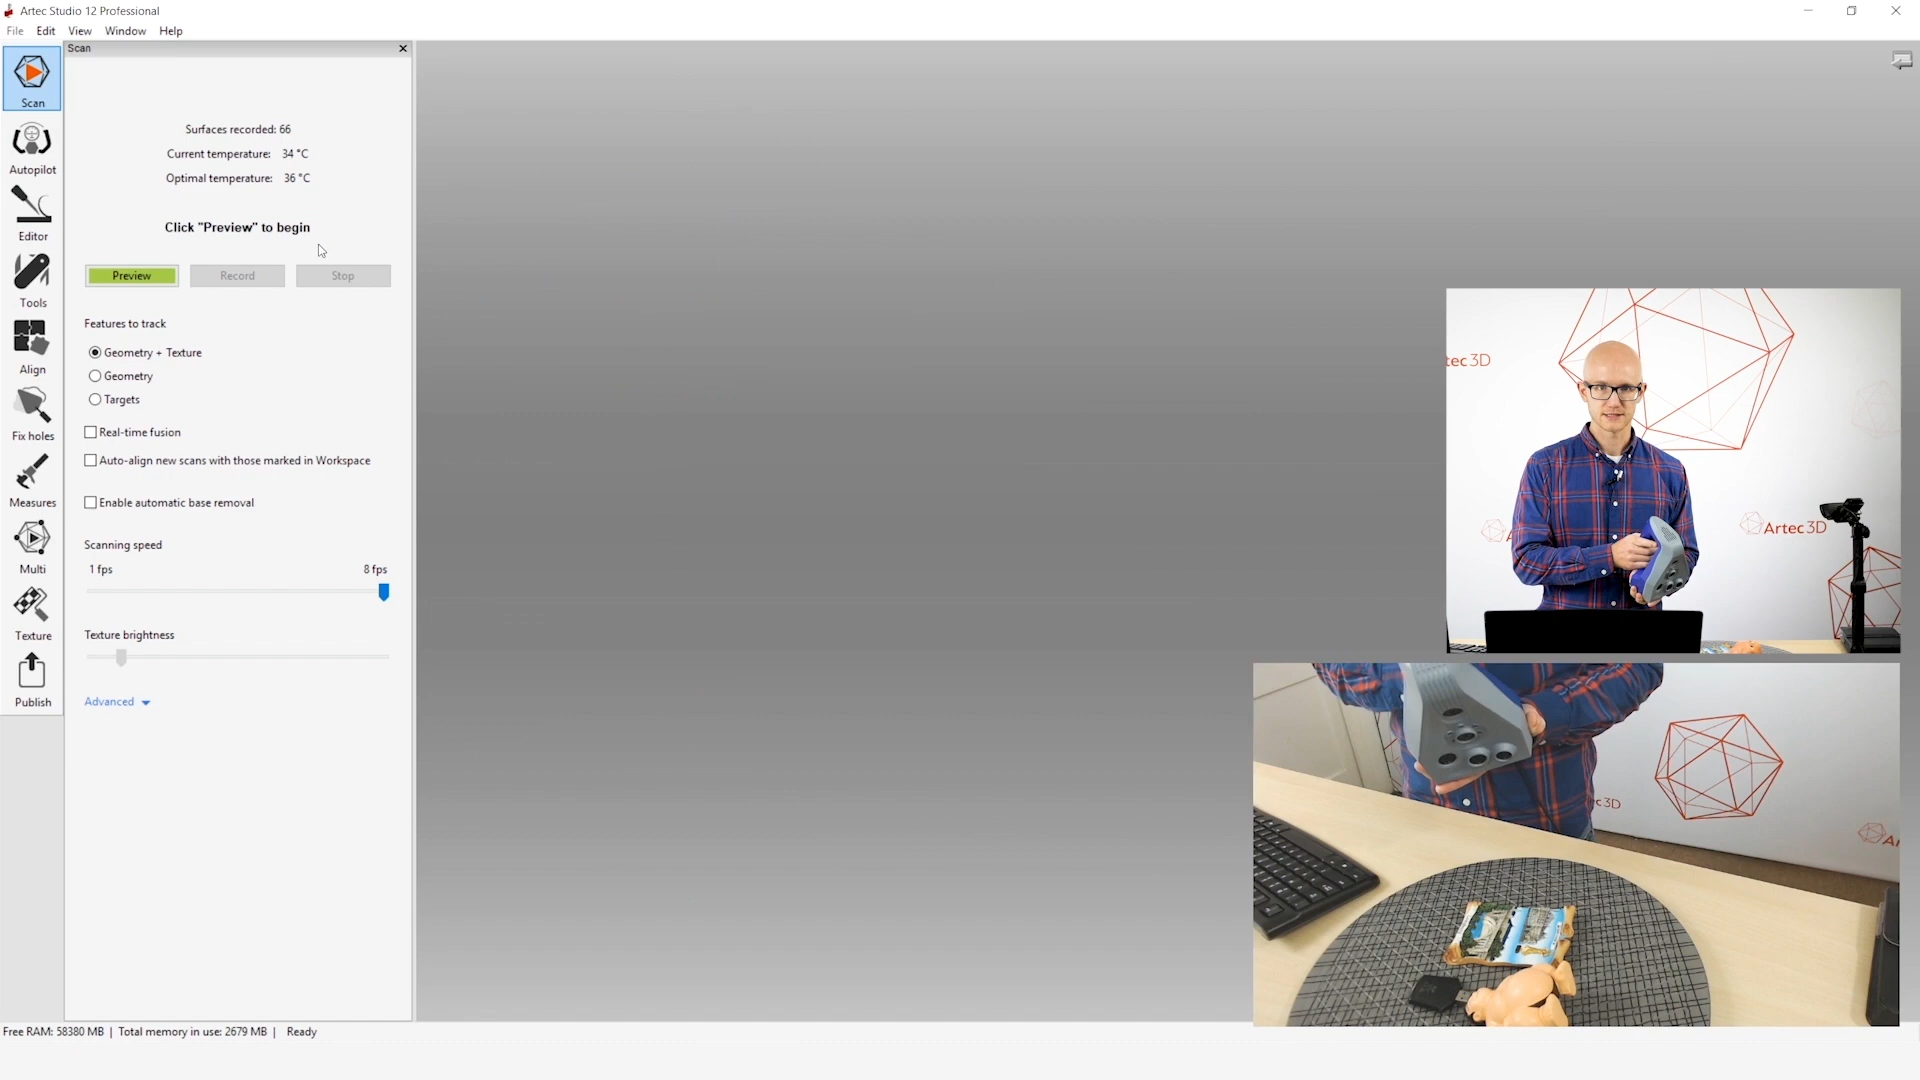 Artec Studio 12 Professional
File Edit View Window Help
Scan
Scan
Autopilot
Editor
Tools
Align
Fix holes
Measures
Multi
Texture
Publish
Surfaces recorded: 66
Current temperature: 34 °C
Optimal temperature: 36 °C
Click "Preview" to begin
Preview Record Stop
Features to track
Geometry + Texture
Geometry
Targets
Real-time fusion
Auto-align new scans with those marked in Workspace
Enable automatic base removal
Scanning speed
1 fps 8 fps
Texture brightness
Advanced
tec 3D
A
Artec 3D
c3D
A
Free RAM: 58380 MB | Total memory in use: 2679 MB | Ready